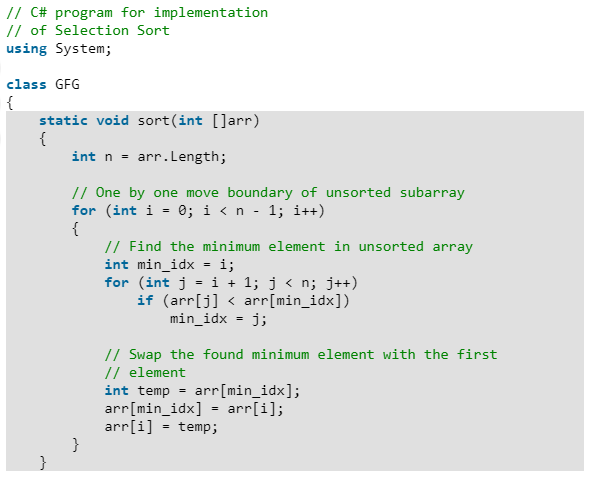 // C# program for implementation
// of Selection Sort
using System;

class GFG
{
    static void sort(int []arr)
    {
        int n = arr.Length;

        // One by one move boundary of unsorted subarray
        for (int i = 0; i < n - 1; i++)
        {
            // Find the minimum element in unsorted array
            int min_idx = i;
            for (int j = i + 1; j < n; j++)
                if (arr[j] < arr[min_idx])
                    min_idx = j;

            // Swap the found minimum element with the first
            // element
            int temp = arr[min_idx];
            arr[min_idx] = arr[i];
            arr[i] = temp;
        }
    }